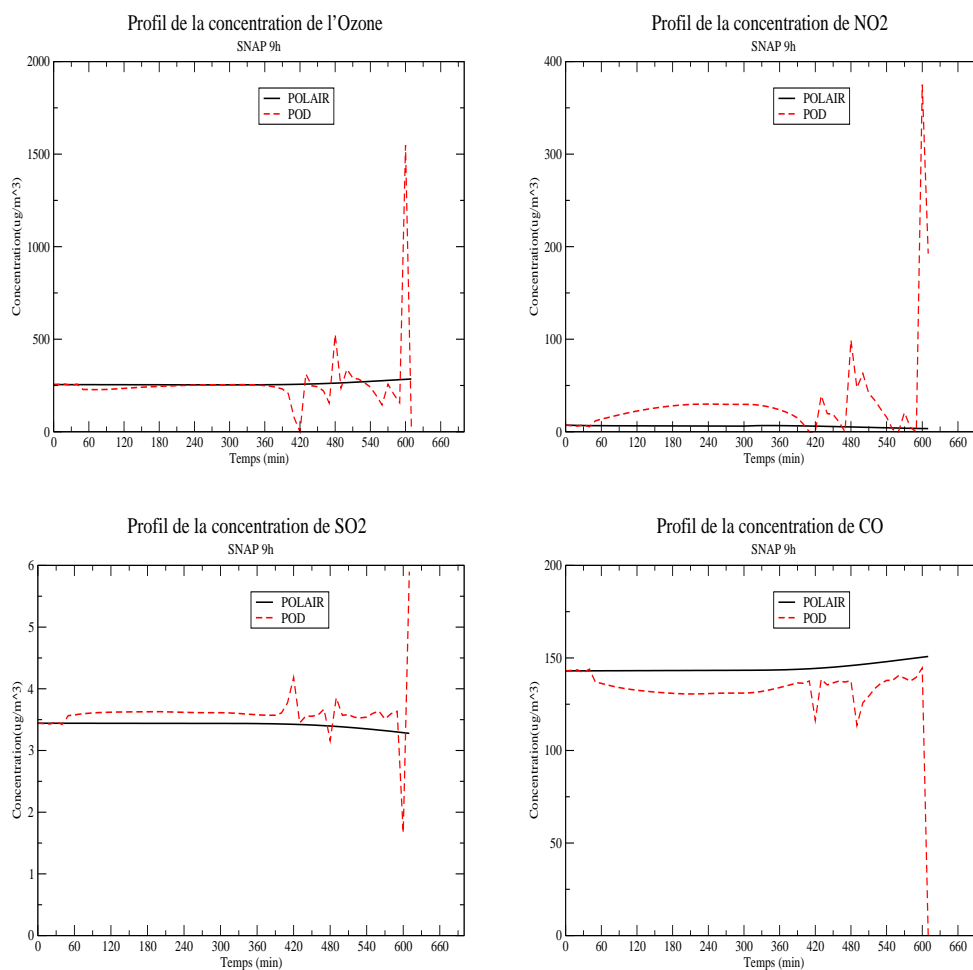 Profil de la concentration de l'Ozone
SNAP 9h
2000
1500
1000
500
0
Concentration(ug/m^3)
POLAIR
POD
0 60 120 180 240 300 360 420 480 540 600 660
Temps (min)
Profil de la concentration de NO2
SNAP 9h
400
300
200
100
0
Concentration(ug/m^3)
POLAIR
POD
0 60 120 180 240 300 360 420 480 540 600 660
Temps (min)
Profil de la concentration de SO2
SNAP 9h
6
5
4
3
2
1
0
Concentration(ug/m^3)
POLAIR
POD
0 60 120 180 240 300 360 420 480 540 600 660
Temps (min)
Profil de la concentration de CO
SNAP 9h
200
150
100
50
0
Concentration(ug/m^3)
POLAIR
POD
0 60 120 180 240 300 360 420 480 540 600 660
Temps (min)